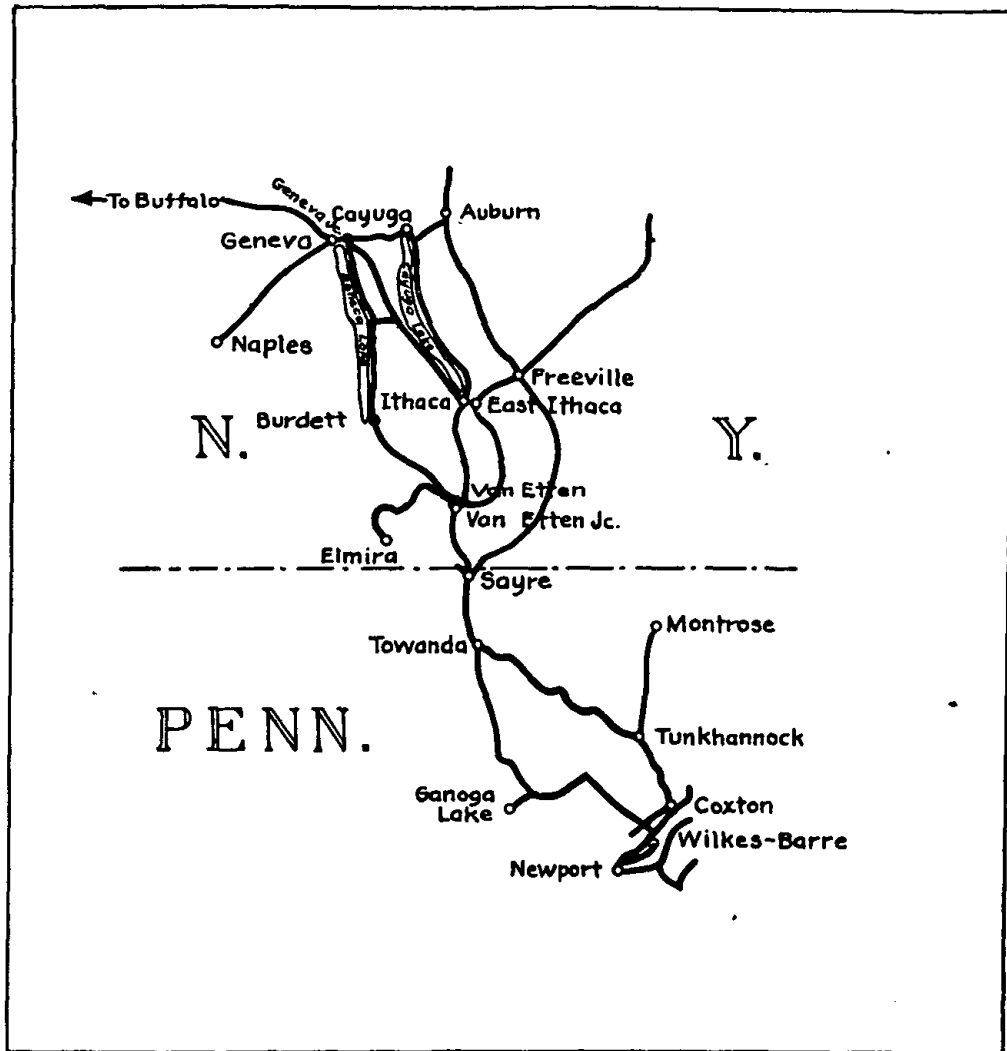 To Buffalo
Geneva Jc.
Cayuga
Auburn
Geneva
Cayuga
Lake
Lake
Naples
Freeville
Ithaca
East Ithaca
Burdett
N.
Y.
Van Etten
Van Etten Jc.
Elmira
Sayre
Montrose
Towanda
PENN.
Tunkhannock
Ganoga
Lake
Coxton
Wilkes-Barre
Newport